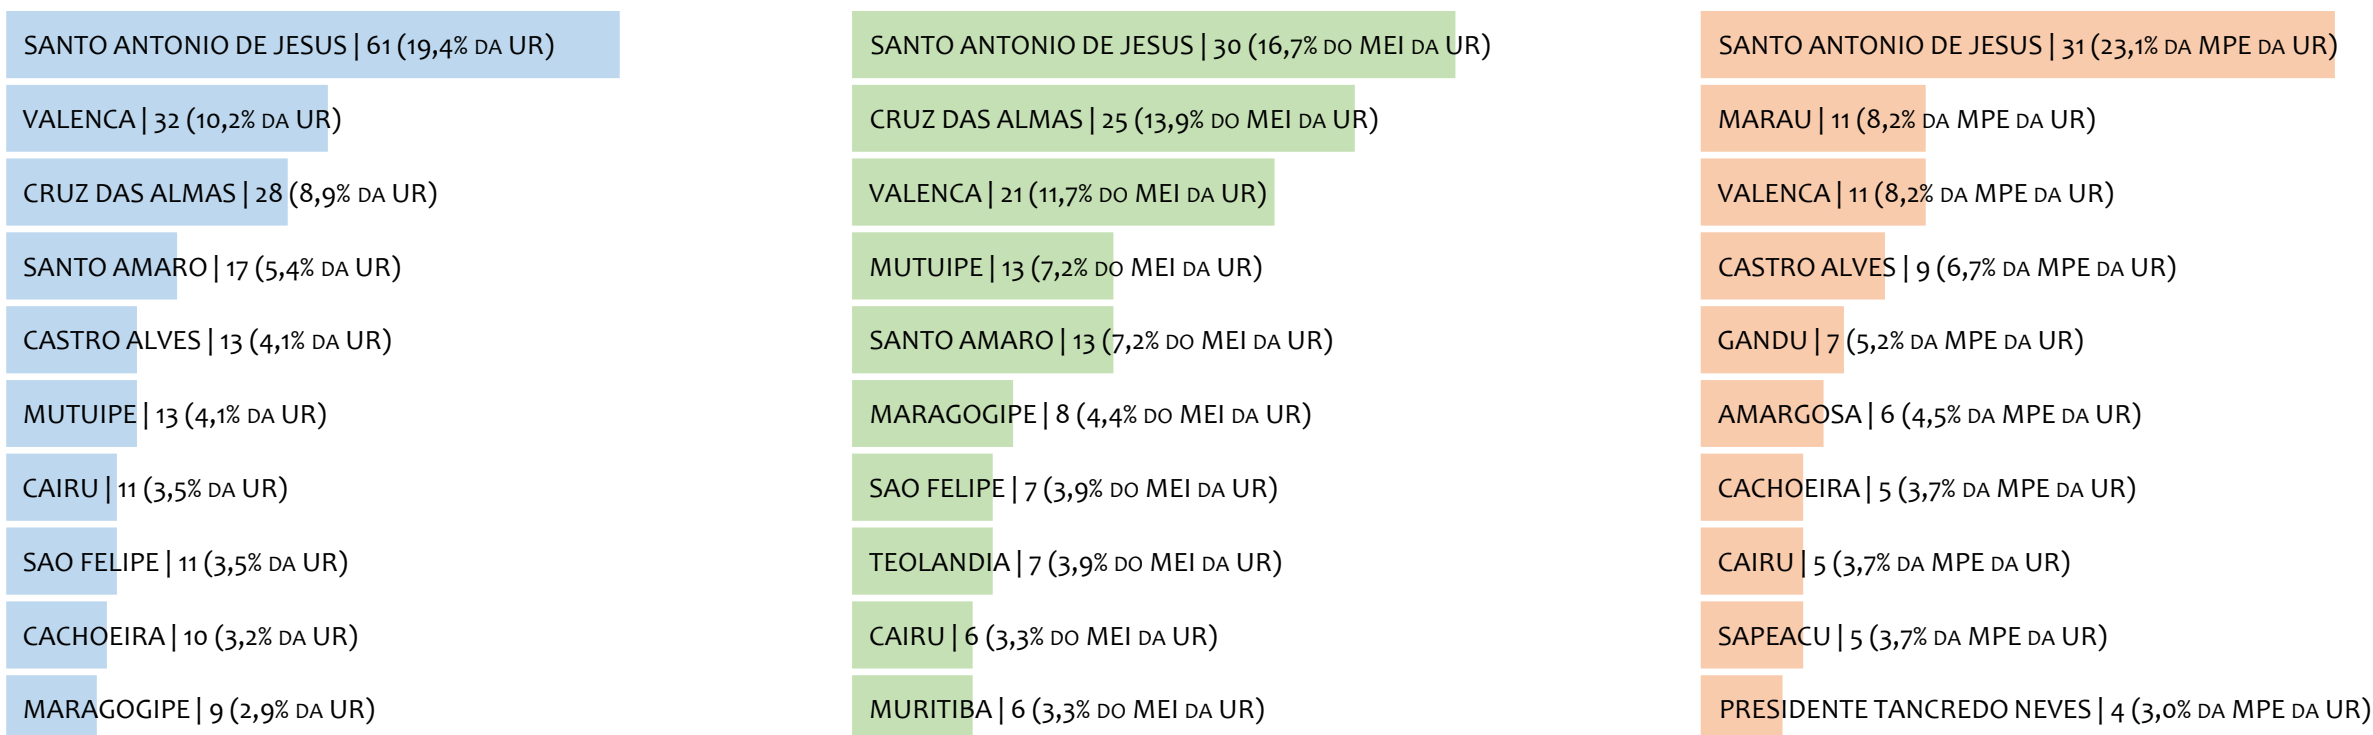 SANTO ANTONIO DE JESUS | 61 (19,4% DA UR)
VALENCA | 32 (10,2% DA UR)
CRUZ DAS ALMAS | 28 (8,9% DA UR)
SANTO AMARO | 17 (5,4% DA UR)
CASTRO ALVES | 13 (4,1% DA UR)
MUTUIPE | 13 (4,1% DA UR)
CAIRU | 11 (3,5% DA UR)
SAO FELIPE | 11 (3,5% DA UR)
CACHOEIRA | 10 (3,2% DA UR)
MARAGOGIPE | 9 (2,9% DA UR)
SANTO ANTONIO DE JESUS | 30 (16,7% DO MEI DA UR)
CRUZ DAS ALMAS | 25 (13,9% DO MEI DA UR)
VALENCA | 21 (11,7% DO MEI DA UR)
MUTUIPE | 13 (7,2% DO MEI DA UR)
SANTO AMARO | 13 (7,2% DO MEI DA UR)
MARAGOGIPE | 8 (4,4% DO MEI DA UR)
SAO FELIPE | 7 (3,9% DO MEI DA UR)
TEOLANDIA | 7 (3,9% DO MEI DA UR)
CAIRU | 6 (3,3% DO MEI DA UR)
MURITIBA | 6 (3,3% DO MEI DA UR)
SANTO ANTONIO DE JESUS | 31 (23,1% DA MPE DA UR)
MARAU | 11 (8,2% DA MPE DA UR)
VALENCA | 11 (8,2% DA MPE DA UR)
CASTRO ALVES | 9 (6,7% DA MPE DA UR)
GANDU | 7 (5,2% DA MPE DA UR)
AMARGOSA | 6 (4,5% DA MPE DA UR)
CACHOEIRA | 5 (3,7% DA MPE DA UR)
CAIRU | 5 (3,7% DA MPE DA UR)
SAPEACU | 5 (3,7% DA MPE DA UR)
PRESIDENTE TANCREDO NEVES | 4 (3,0% DA MPE DA UR)